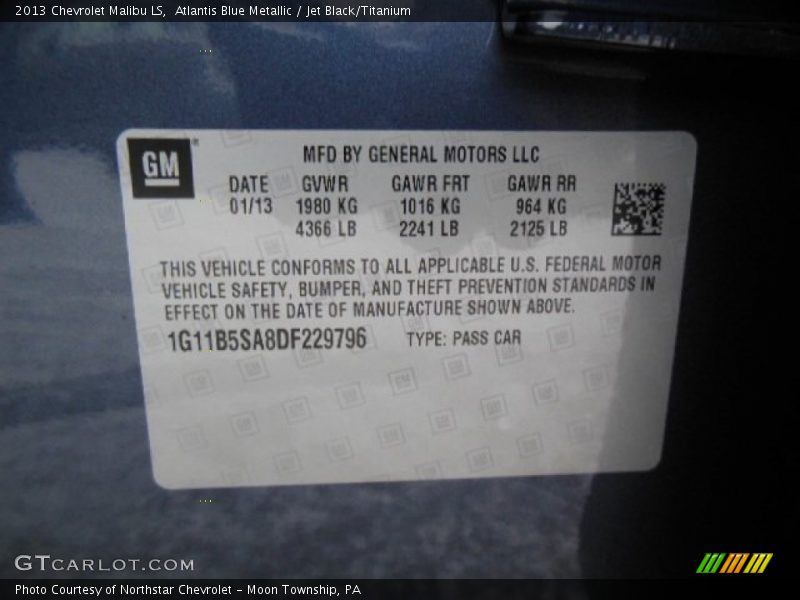 2013 Chevrolet Malibu LS, Atlantis Blue Metallic / Jet Black/Titanium
GM
MFD BY GENERAL MOTORS LLC
DATE GVWR GAWR FRT GAWR RR
01/13 1980 KG 1016 KG 964 KG
4366 LB 2241 LB 2125 LB
THIS VEHICLE CONFORMS TO ALL APPLICABLE U.S. FEDERAL MOTOR
VEHICLE SAFETY, BUMPER, AND THEFT PREVENTION STANDARDS IN
EFFECT ON THE DATE OF MANUFACTURE SHOWN ABOVE.
1G11B5SA8DF229796 TYPE: PASS CAR
GTCARLOT.COM
Photo Courtesy of Northstar Chevrolet - Moon Township, PA